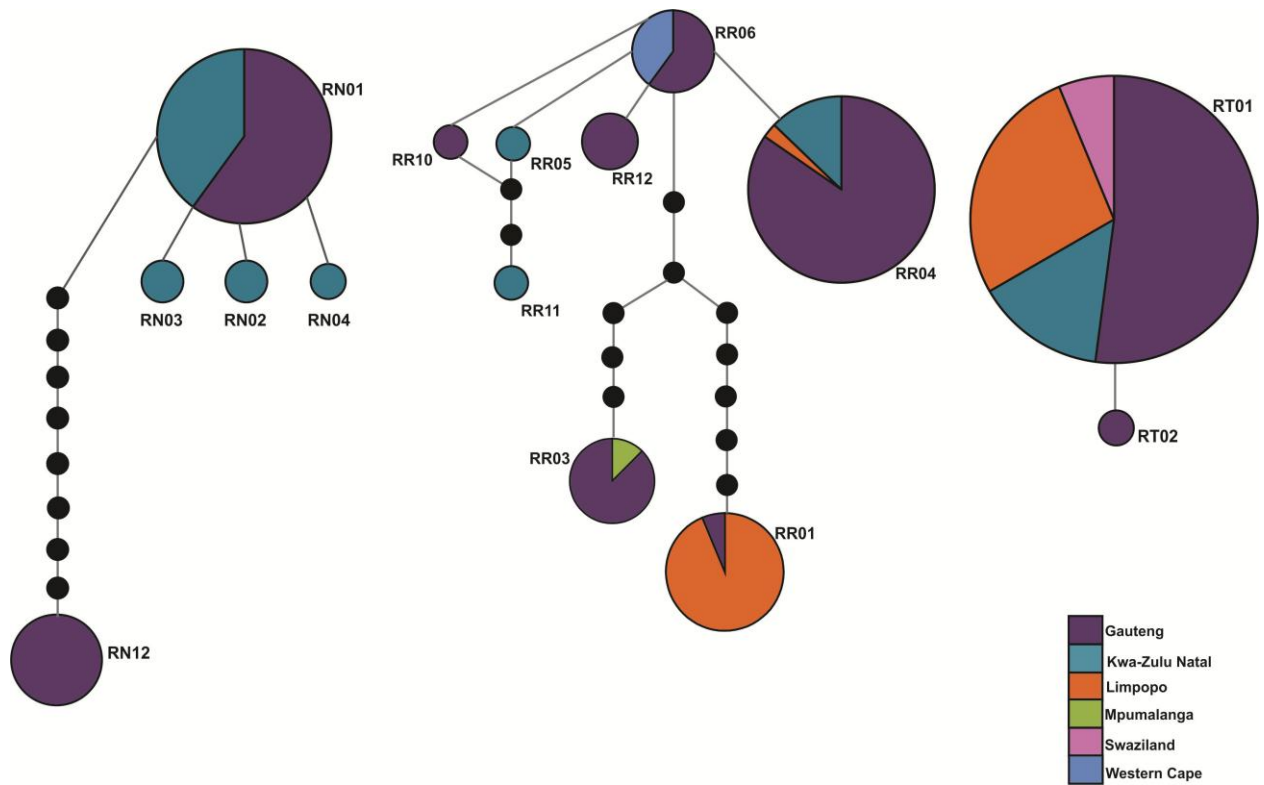 RN01
RN03
RN02
RN04
RN12
RR06
RR10
RR05
RR12
RR11
RR04
RR03
RR01
RT01
RT02
Gauteng
Kwa-Zulu Natal
Limpopo
Mpumalanga
Swaziland
Western Cape